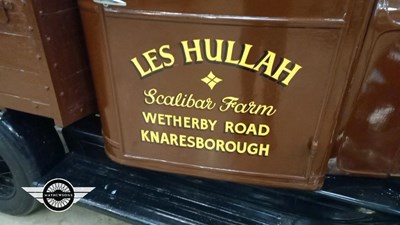 LES HULLAH
Scalibar Farm
WETHERBY ROAD
KNARESBOROUGH